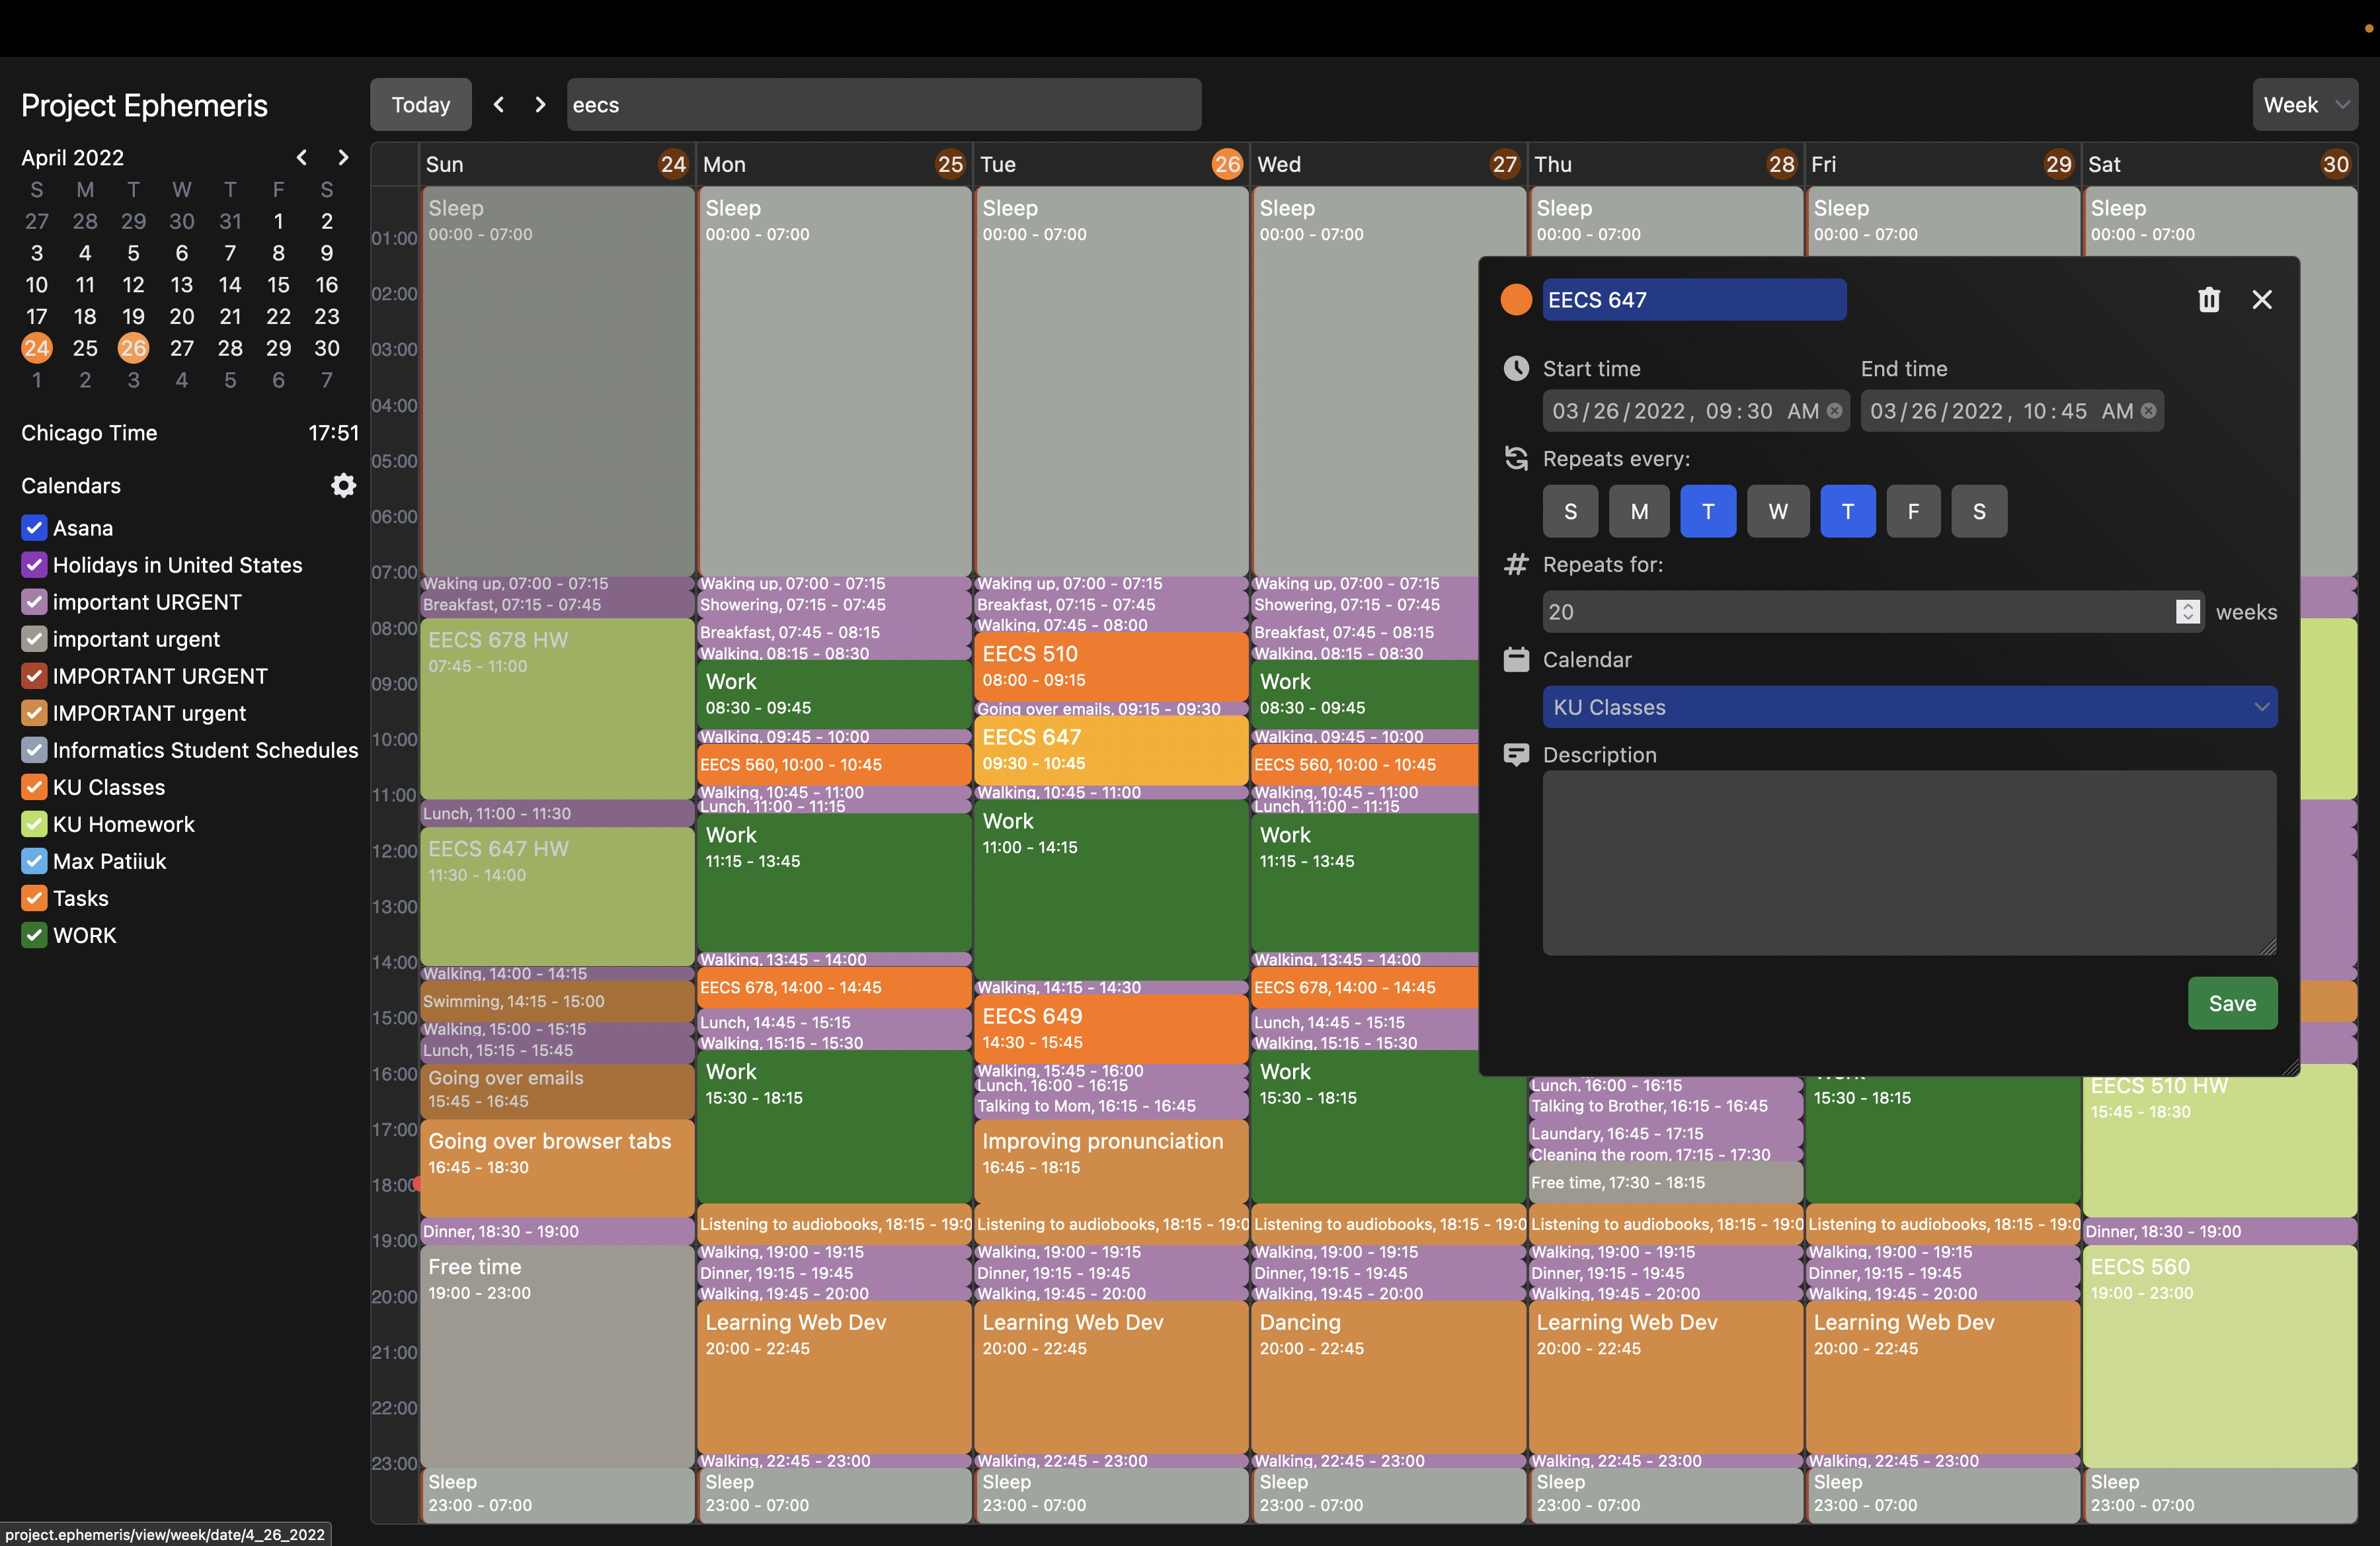 Project Ephemeris
April 2022
S M T W T F S
27 28 29 30 31 1 2
3 4 5 6 7 8 9
10 11 12 13 14 15 16
17 18 19 20 21 22 23
24 25 26 27 28 29 30
1 2 3 4 5 6 7
Chicago Time 17:51
Calendars
Asana
Holidays in United States
important URGENT
important urgent
IMPORTANT URGENT
IMPORTANT urgent
Informatics Student Schedules
KU Classes
KU Homework
Max Patiiuk
Tasks
WORK
Today
eecs
Week
Sun 24 Mon 25 Tue 26 Wed 27 Thu 28 Fri 29 Sat 30
01:00
02:00
03:00
04:00
05:00
06:00
07:00
08:00
09:00
10:00
11:00
12:00
13:00
14:00
15:00
16:00
17:00
18:00
19:00
20:00
21:00
22:00
23:00
Sleep
00:00 - 07:00
Waking up, 07:00 - 07:15
Breakfast, 07:15 - 07:45
EECS 678 HW
07:45 - 11:00
Lunch, 11:00 - 11:30
EECS 647 HW
11:30 - 14:00
Walking, 14:00 - 14:15
Swimming, 14:15 - 15:00
Walking, 15:00 - 15:15
Lunch, 15:15 - 15:45
Going over emails
15:45 - 16:45
Going over browser tabs
16:45 - 18:30
Dinner, 18:30 - 19:00
Free time
19:00 - 23:00
Sleep
23:00 - 07:00
Sleep
00:00 - 07:00
Waking up, 07:00 - 07:15
Showering, 07:15 - 07:45
Breakfast, 07:45 - 08:15
Walking, 08:15 - 08:30
Work
08:30 - 09:45
Walking, 09:45 - 10:00
EECS 560, 10:00 - 10:45
Walking, 10:45 - 11:00
Lunch, 11:00 - 11:15
Work
11:15 - 13:45
Walking, 13:45 - 14:00
EECS 678, 14:00 - 14:45
Lunch, 14:45 - 15:15
Walking, 15:15 - 15:30
Work
15:30 - 18:15
Listening to audiobooks, 18:15 - 19:0
Walking, 19:00 - 19:15
Dinner, 19:15 - 19:45
Walking, 19:45 - 20:00
Learning Web Dev
20:00 - 22:45
Walking, 22:45 - 23:00
Sleep
23:00 - 07:00
Sleep
00:00 - 07:00
Waking up, 07:00 - 07:15
Breakfast, 07:15 - 07:45
Walking, 07:45 - 08:00
EECS 510
08:00 - 09:15
Going over emails, 09:15 - 09:30
EECS 647
09:30 - 10:45
Walking, 10:45 - 11:00
Work
11:00 - 14:15
Walking, 14:15 - 14:30
EECS 649
14:30 - 15:45
Walking, 15:45 - 16:00
Lunch, 16:00 - 16:15
Talking to Mom, 16:15 - 16:45
Improving pronunciation
16:45 - 18:15
Listening to audiobooks, 18:15 - 19:0
Walking, 19:00 - 19:15
Dinner, 19:15 - 19:45
Walking, 19:45 - 20:00
Learning Web Dev
20:00 - 22:45
Walking, 22:45 - 23:00
Sleep
23:00 - 07:00
Sleep
00:00 - 07:00
Waking up, 07:00 - 07:15
Showering, 07:15 - 07:45
Breakfast, 07:45 - 08:15
Walking, 08:15 - 08:30
Work
08:30 - 09:45
Walking, 09:45 - 10:00
EECS 560, 10:00 - 10:45
Walking, 10:45 - 11:00
Lunch, 11:00 - 11:15
Work
11:15 - 13:45
Walking, 13:45 - 14:00
EECS 678, 14:00 - 14:45
Lunch, 14:45 - 15:15
Walking, 15:15 - 15:30
Work
15:30 - 18:15
Listening to audiobooks, 18:15 - 19:0
Walking, 19:00 - 19:15
Dinner, 19:15 - 19:45
Walking, 19:45 - 20:00
Dancing
20:00 - 22:45
Walking, 22:45 - 23:00
Sleep
23:00 - 07:00
Sleep
00:00 - 07:00
Lunch, 16:00 - 16:15
Talking to Brother, 16:15 - 16:45
Laundary, 16:45 - 17:15
Cleaning the room, 17:15 - 17:30
Free time, 17:30 - 18:15
Listening to audiobooks, 18:15 - 19:0
Walking, 19:00 - 19:15
Dinner, 19:15 - 19:45
Walking, 19:45 - 20:00
Learning Web Dev
20:00 - 22:45
Walking, 22:45 - 23:00
Sleep
23:00 - 07:00
Sleep
00:00 - 07:00
15:30 - 18:15
Listening to audiobooks, 18:15 - 19:0
Walking, 19:00 - 19:15
Dinner, 19:15 - 19:45
Walking, 19:45 - 20:00
Learning Web Dev
20:00 - 22:45
Walking, 22:45 - 23:00
Sleep
23:00 - 07:00
Sleep
00:00 - 07:00
EECS 510 HW
15:45 - 18:30
Dinner, 18:30 - 19:00
EECS 560
19:00 - 23:00
Sleep
23:00 - 07:00
EECS 647
Start time End time
03/26/2022, 09:30 AM 03/26/2022, 10:45 AM
Repeats every:
S M T W T F S
Repeats for:
20 weeks
Calendar
KU Classes
Description
Save
project.ephemeris/view/week/date/4_26_2022